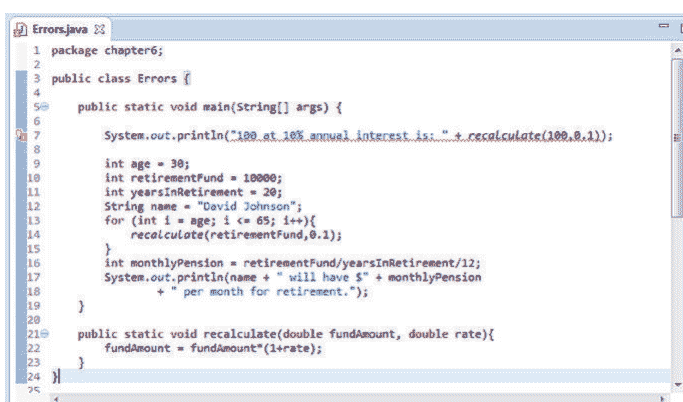 Errors.java
1 package chapter6;
2
3 public class Errors {
4
5 public static void main(String[] args) {
6
7 System.out.println("100 at 10% annual interest is: " + recalculate(100,0.1));
8
9 int age = 30;
10 int retirementFund = 10000;
11 int yearsInRetirement = 20;
12 String name = "David Johnson";
13 for (int i = age; i <= 65; i++){
14 recalculate(retirementFund,0.1);
15 }
16 int monthlyPension = retirementFund/yearsInRetirement/12;
17 System.out.println(name + " will have $" + monthlyPension
18 + " per month for retirement.");
19 }
20
21 public static void recalculate(double fundAmount, double rate){
22 fundAmount = fundAmount*(1+rate);
23 }
24 }
25